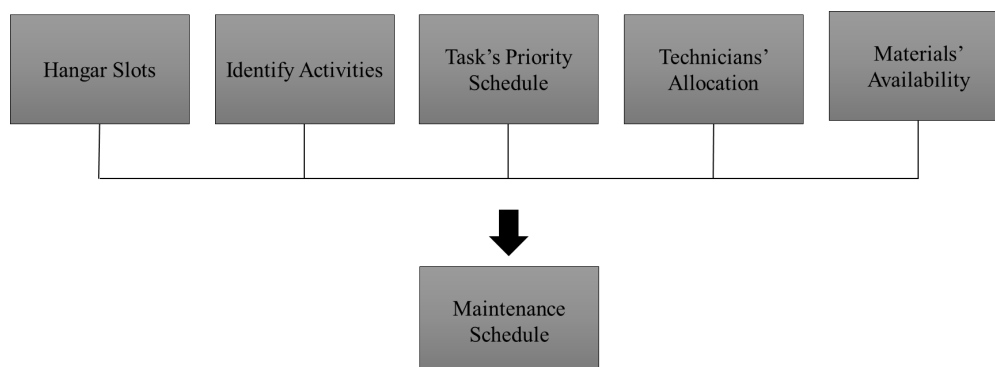 Hangar Slots
Identify Activities
Task's Priority
Schedule
Technicians'
Allocation
Materials'
Availability
Maintenance
Schedule